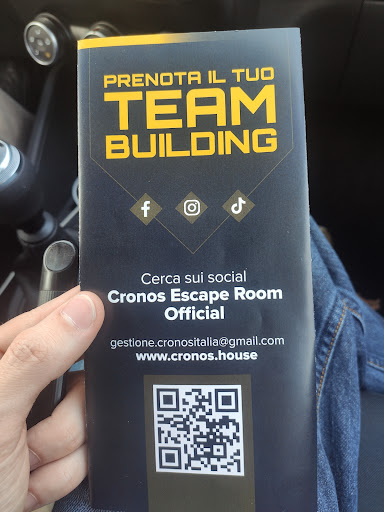 PRENOTA IL TUO
TEAM
BUILDING
Cerca sui social
Cronos Escape Room
Official
gestione.cronositalia@gmail.com
www.cronos.house